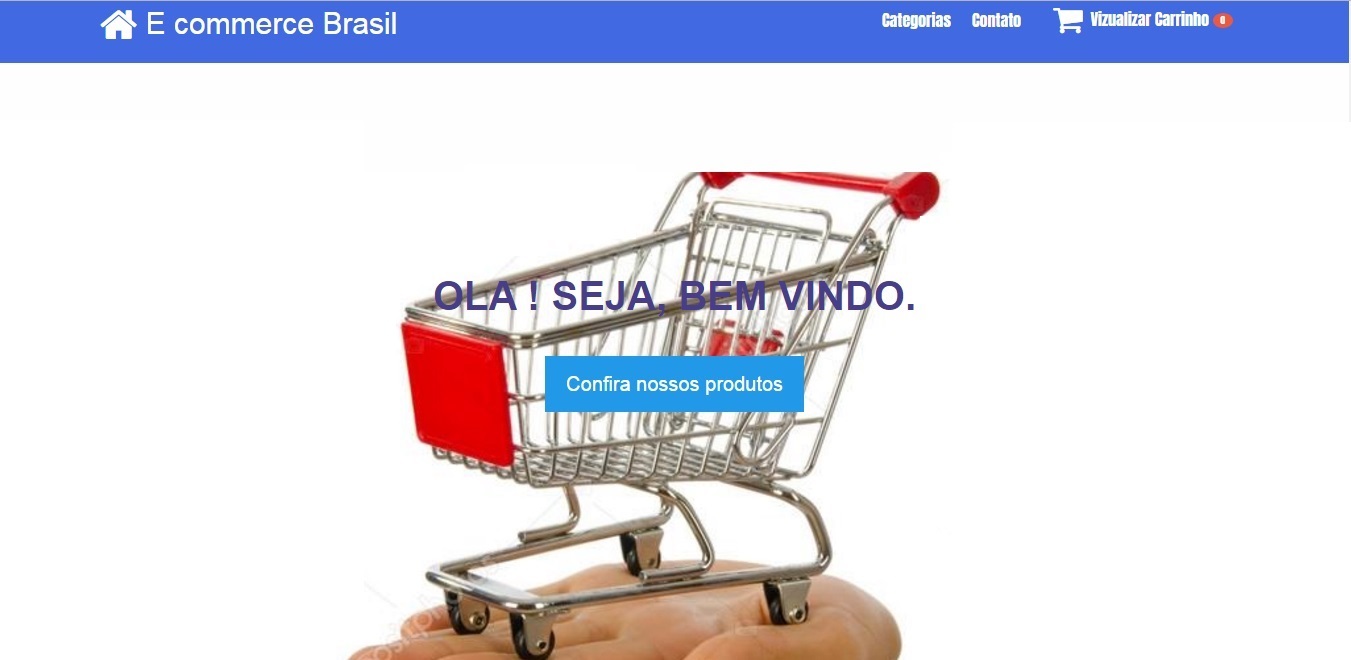 E commerce Brasil
Categorias
Contato
Vizualizar Carrinho 0
OLA ! SEJA, BEM VINDO.
Confira nossos produtos